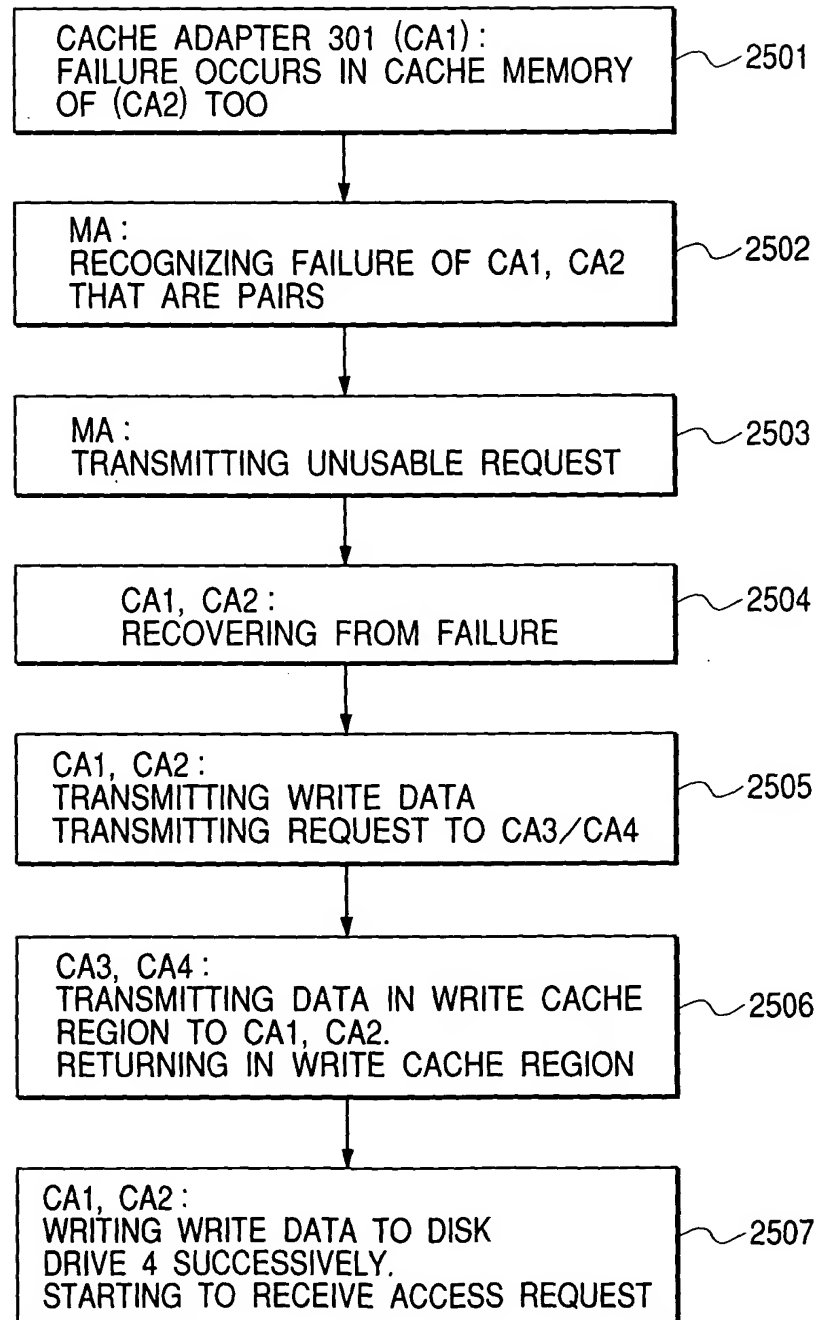 CACHE ADAPTER 301 (CA1) :
FAILURE OCCURS IN CACHE MEMORY
OF (CA2) TOO
2501
MA :
RECOGNIZING FAILURE OF CA1, CA2
THAT ARE PAIRS
2502
MA :
TRANSMITTING UNUSABLE REQUEST
2503
CA1, CA2 :
RECOVERING FROM FAILURE
2504
CA1, CA2 :
TRANSMITTING WRITE DATA
TRANSMITTING REQUEST TO CA3/CA4
2505
CA3, CA4 :
TRANSMITTING DATA IN WRITE CACHE
REGION TO CA1, CA2.
RETURNING IN WRITE CACHE REGION
2506
CA1, CA2 :
WRITING WRITE DATA TO DISK
DRIVE 4 SUCCESSIVELY.
STARTING TO RECEIVE ACCESS REQUEST
2507